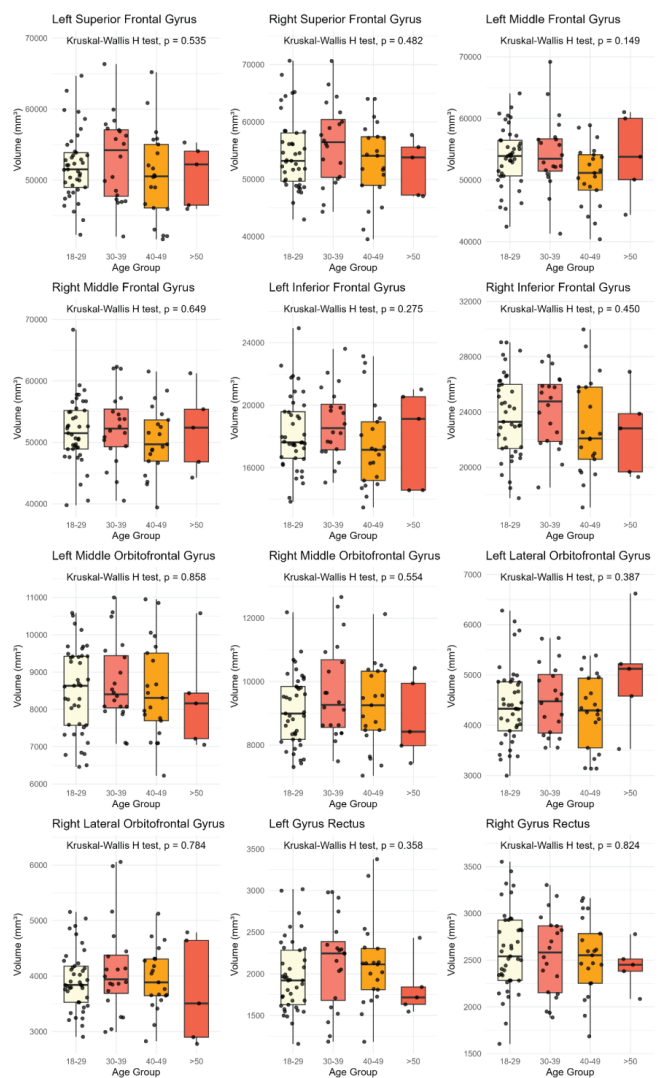 Left Superior Frontal Gyrus
Kruskal-Wallis H test, p = 0.535
70000
60000
50000
40000
Volume (mm³)
18-29 30-39 40-49 >50
Age Group
Right Superior Frontal Gyrus
Kruskal-Wallis H test, p = 0.482
70000
60000
50000
40000
Volume (mm³)
18-29 30-39 40-49 >50
Age Group
Left Middle Frontal Gyrus
Kruskal-Wallis H test, p = 0.149
70000
60000
50000
40000
Volume (mm³)
18-29 30-39 40-49 >50
Age Group
Right Middle Frontal Gyrus
Kruskal-Wallis H test, p = 0.649
70000
60000
50000
40000
Volume (mm³)
18-29 30-39 40-49 >50
Age Group
Left Inferior Frontal Gyrus
Kruskal-Wallis H test, p = 0.275
24000
20000
16000
Volume (mm³)
18-29 30-39 40-49 >50
Age Group
Right Inferior Frontal Gyrus
Kruskal-Wallis H test, p = 0.450
32000
28000
24000
20000
Volume (mm³)
18-29 30-39 40-49 >50
Age Group
Left Middle Orbitofrontal Gyrus
Kruskal-Wallis H test, p = 0.858
11000
10000
9000
8000
7000
6000
Volume (mm³)
18-29 30-39 40-49 >50
Age Group
Right Middle Orbitofrontal Gyrus
Kruskal-Wallis H test, p = 0.554
12000
10000
8000
Volume (mm³)
18-29 30-39 40-49 >50
Age Group
Left Lateral Orbitofrontal Gyrus
Kruskal-Wallis H test, p = 0.387
6000
5000
4000
3000
Volume (mm³)
18-29 30-39 40-49 >50
Age Group
Right Lateral Orbitofrontal Gyrus
Kruskal-Wallis H test, p = 0.784
6000
5000
4000
3000
Volume (mm³)
18-29 30-39 40-49 >50
Age Group
Left Gyrus Rectus
Kruskal-Wallis H test, p = 0.358
3500
3000
2500
2000
1500
Volume (mm³)
18-29 30-39 40-49 >50
Age Group
Right Gyrus Rectus
Kruskal-Wallis H test, p = 0.824
3500
3000
2500
2000
1500
Volume (mm³)
18-29 30-39 40-49 >50
Age Group